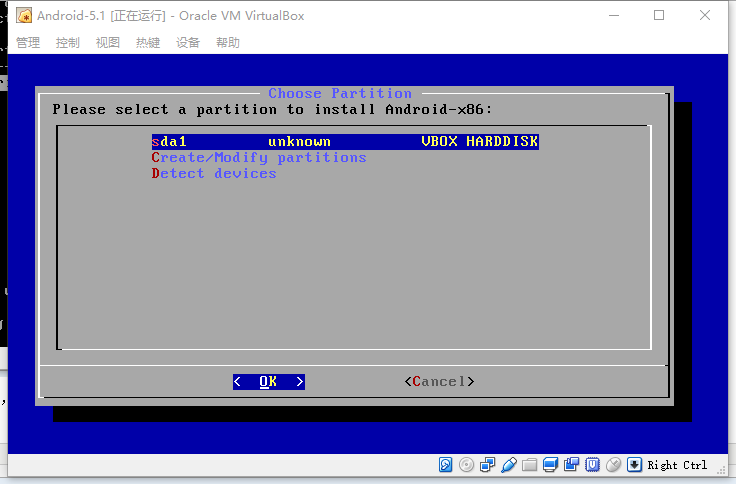 Android-5.1 [正在运行] - Oracle VM VirtualBox
管理 控制 视图 热键 设备 帮助
Choose Partition
Please select a partition to install Android-x86:
sda1 unknown VBOX HARDDISK
Create/Modify partitions
Detect devices
< OK > <Cancel>
Right Ctrl